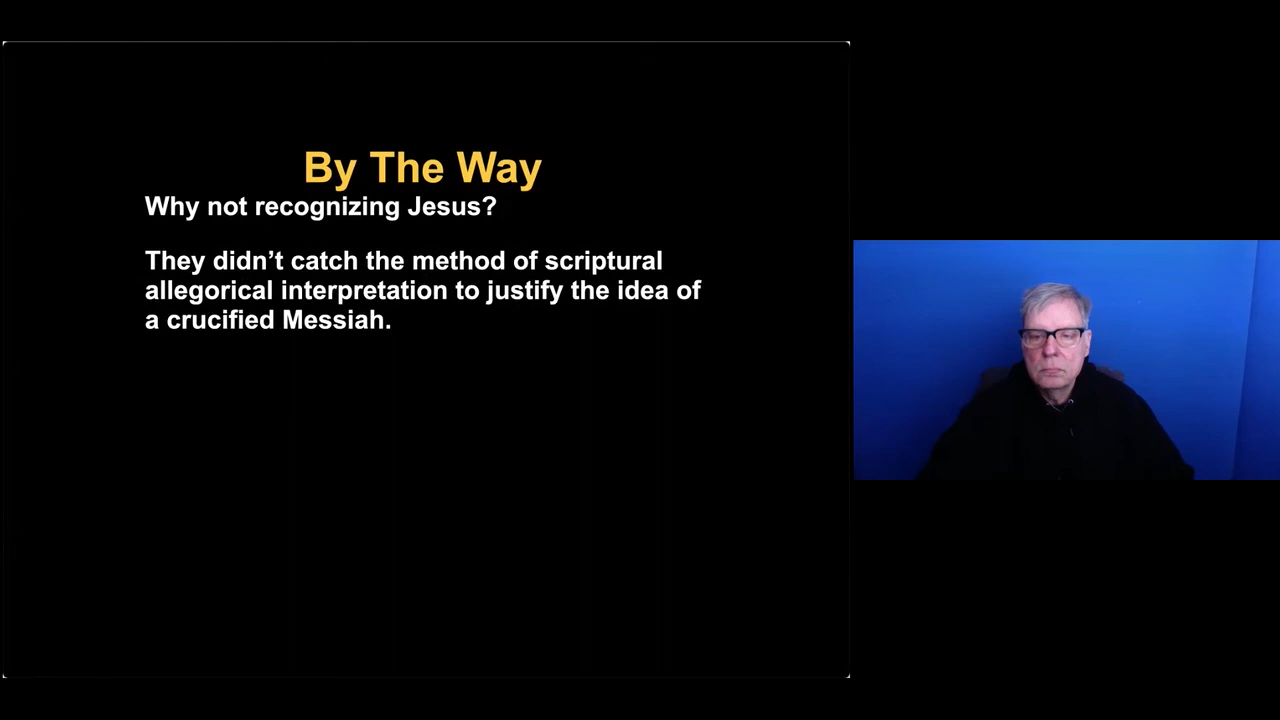 By The Way
Why not recognizing Jesus?
They didn’t catch the method of scriptural
allegorical interpretation to justify the idea of
a crucified Messiah.